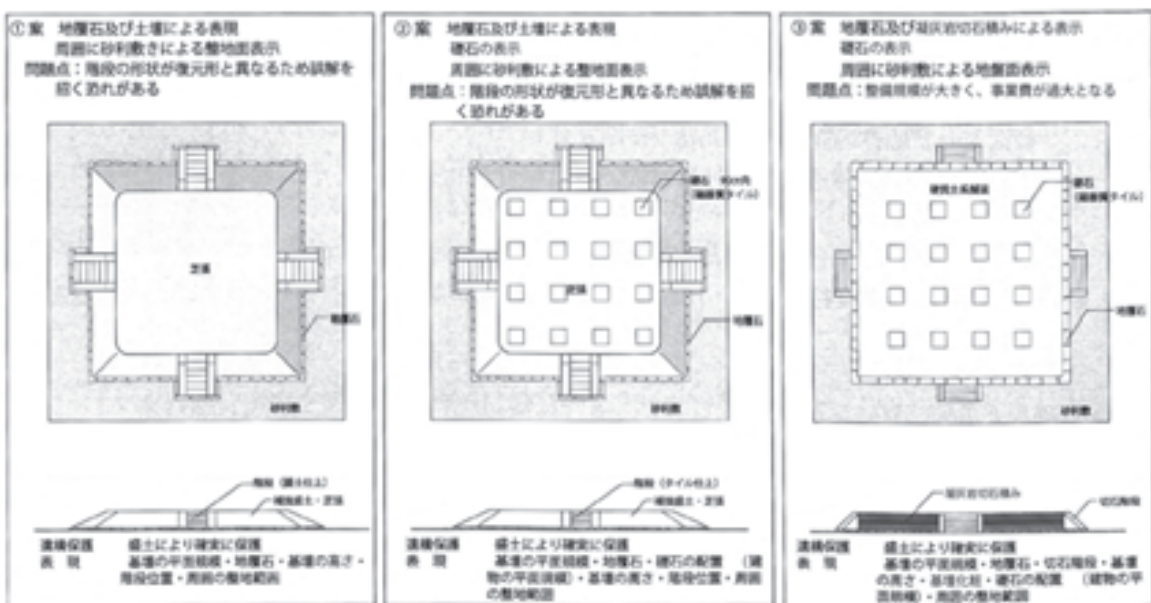 ①案 地覆石及び土壇による表現
周囲に砂利敷きによる整地面表示
問題点:階段の形状が復元形と異なるため誤解を
招く恐れがある
芝張
地覆石
砂利敷
階段(盛土仕上)
補強盛土・芝張
遺構保護 盛土により確実に保護
表 現 基壇の平面規模・地覆石・基壇の高さ・
階段位置・周囲の整地範囲
②案 地覆石及び土壇による表現
礎石の表示
周囲に砂利敷による整地面表示
問題点:階段の形状が復元形と異なるため誤解を招
く恐れがある
礎石
芝張
地覆石
砂利敷
階段(タイル仕上)
補強盛土・芝張
遺構保護 盛土により確実に保護
表 現 基壇の平面規模・地覆石・礎石の配置 (建
物の平面規模)・基壇の高さ・階段位置・周囲
の整地範囲
③案 地覆石及び凝灰岩切石積みによる表示
礎石の表示
周囲に砂利敷による地盤面表示
問題点:整備規模が大きく、事業費が過大となる
礎石
地覆石
砂利敷
凝灰岩切石積み
切石階段
遺構保護 盛土により確実に保護
表 現 基壇の平面規模・地覆石・切石階段・基壇
の高さ・基壇化粧・礎石の配置 (建物の平
面規模)・周囲の整地範囲